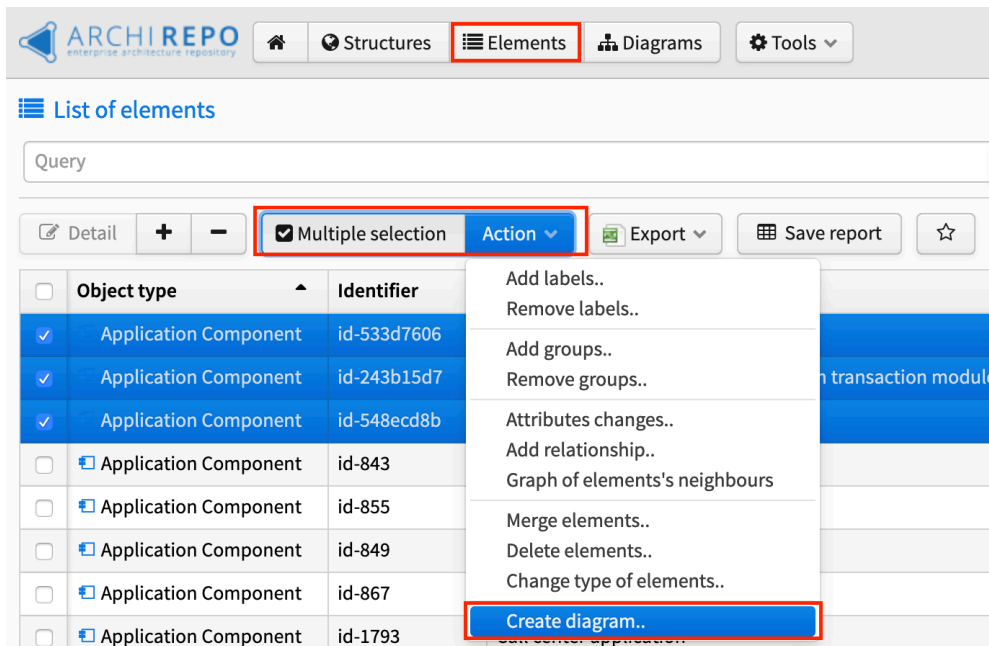 ARCHI REPO
enterprise architecture repository
Structures
Elements
Diagrams
Tools
List of elements
Query
Detail
Multiple selection
Action
Export
Save report
Object type
Identifier
Application Component id-533d7606
Application Component id-243b15d7
transaction modul
Application Component id-548ecd8b
Application Component id-843
Application Component id-855
Application Component id-849
Application Component id-867
Application Component id-1793
Add labels..
Remove labels..
Add groups..
Remove groups..
Attributes changes..
Add relationship..
Graph of elements's neighbours
Merge elements..
Delete elements..
Change type of elements..
Create diagram..